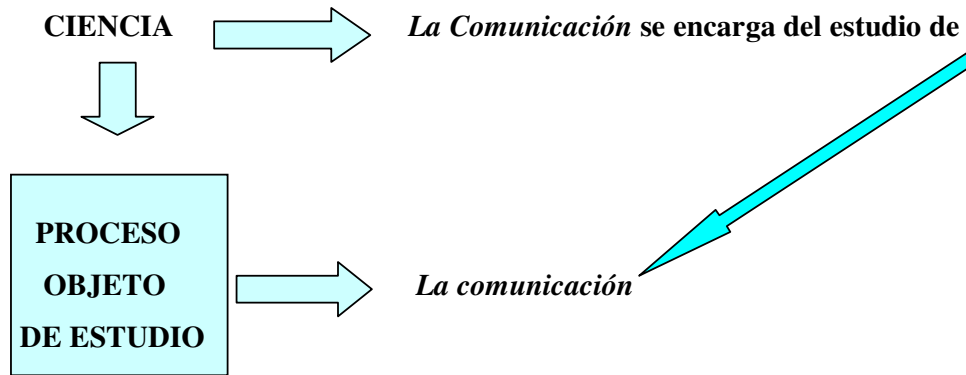 CIENCIA
La Comunicación se encarga del estudio de
PROCESO
OBJETO
DE ESTUDIO
La comunicación